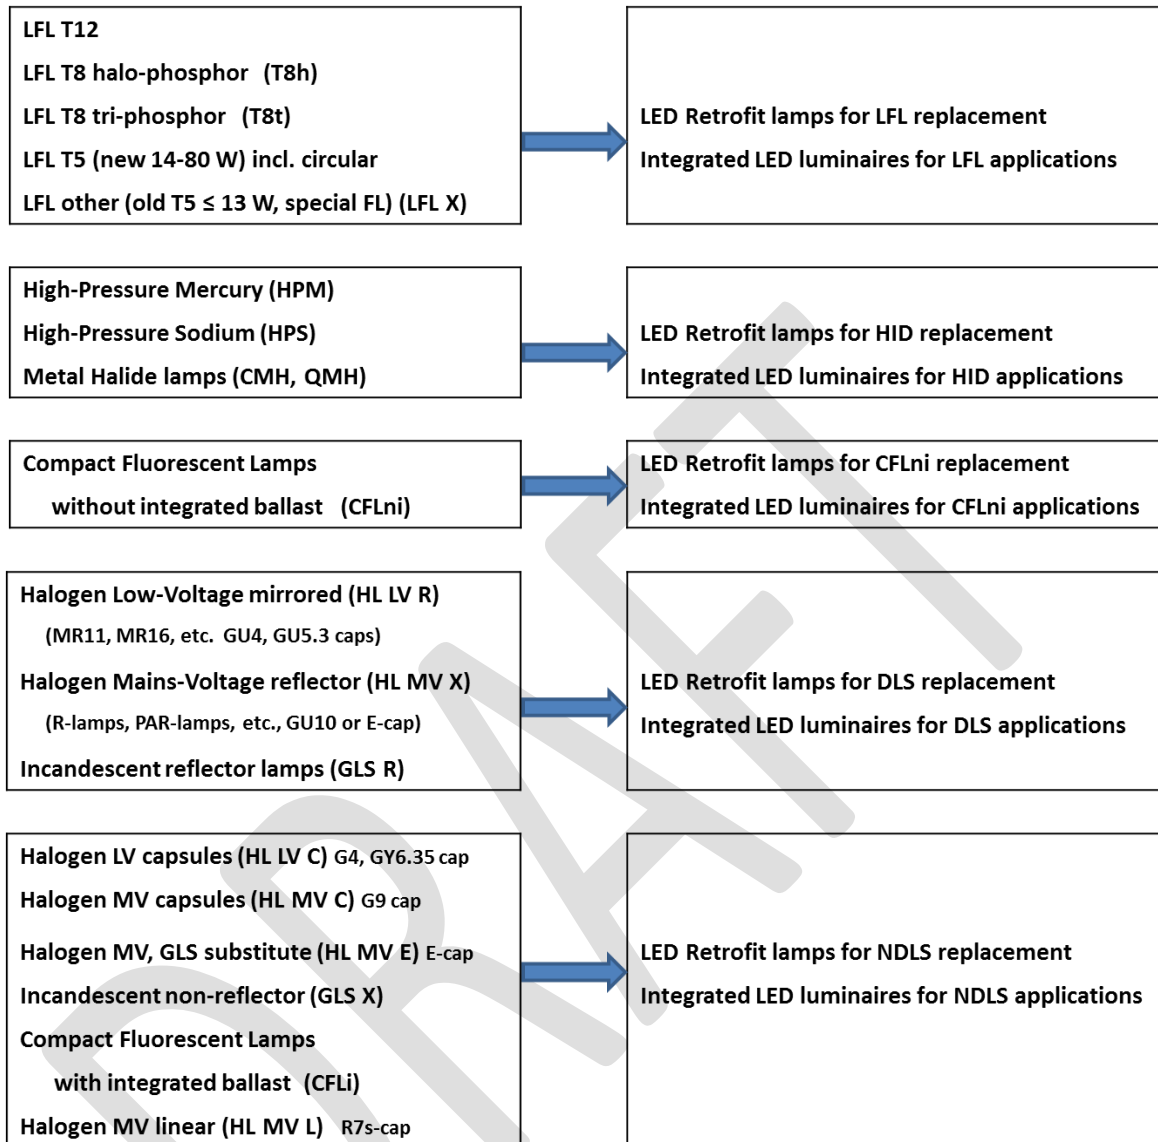 LFL T12
LFL T8 halo-phosphor (T8h)
LFL T8 tri-phosphor (T8t)
LFL T5 (new 14-80 W) incl. circular
LFL other (old T5 ≤ 13 W, special FL) (LFL X)
LED Retrofit lamps for LFL replacement
Integrated LED luminaires for LFL applications
High-Pressure Mercury (HPM)
High-Pressure Sodium (HPS)
Metal Halide lamps (CMH, QMH)
LED Retrofit lamps for HID replacement
Integrated LED luminaires for HID applications
Compact Fluorescent Lamps
without integrated ballast (CFLni)
LED Retrofit lamps for CFLni replacement
Integrated LED luminaires for CFLni applications
Halogen Low-Voltage mirrored (HL LV R)
(MR11, MR16, etc. GU4, GU5.3 caps)
Halogen Mains-Voltage reflector (HL MV X)
(R-lamps, PAR-lamps, etc., GU10 or E-cap)
Incandescent reflector lamps (GLS R)
LED Retrofit lamps for DLS replacement
Integrated LED luminaires for DLS applications
Halogen LV capsules (HL LV C) G4, GY6.35 cap
Halogen MV capsules (HL MV C) G9 cap
Halogen MV, GLS substitute (HL MV E) E-cap
Incandescent non-reflector (GLS X)
Compact Fluorescent Lamps
with integrated ballast (CFLi)
Halogen MV linear (HL MV L) R7s-cap
LED Retrofit lamps for NDLS replacement
Integrated LED luminaires for NDLS applications
DRAFT